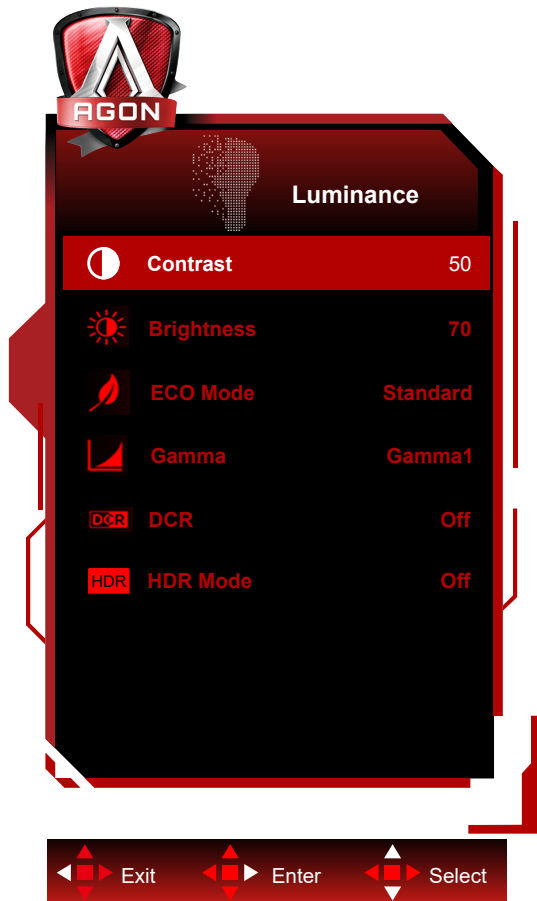 AGON
Luminance
Contrast 50
Brightness 70
ECO Mode Standard
Gamma Gamma1
DCR DCR Off
HDR HDR Mode Off
Exit Enter Select